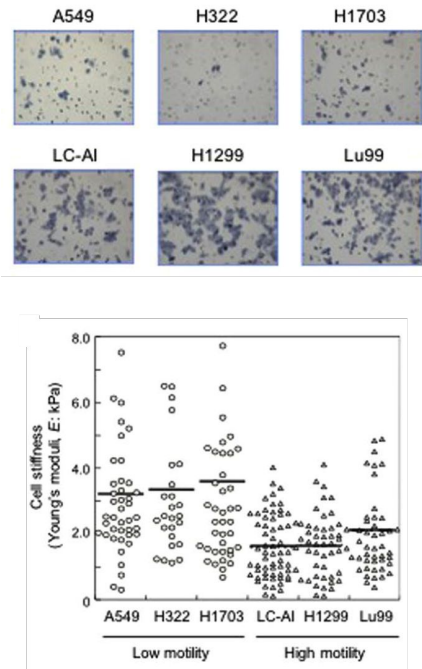 A549 H322 H1703
LC-AI H1299 Lu99
8.0
6.0
4.0
2.0
0
Cell stiffness
(Young's moduli, E: kPa)
A549 H322 H1703 LC-AI H1299 Lu99
Low motility High motility